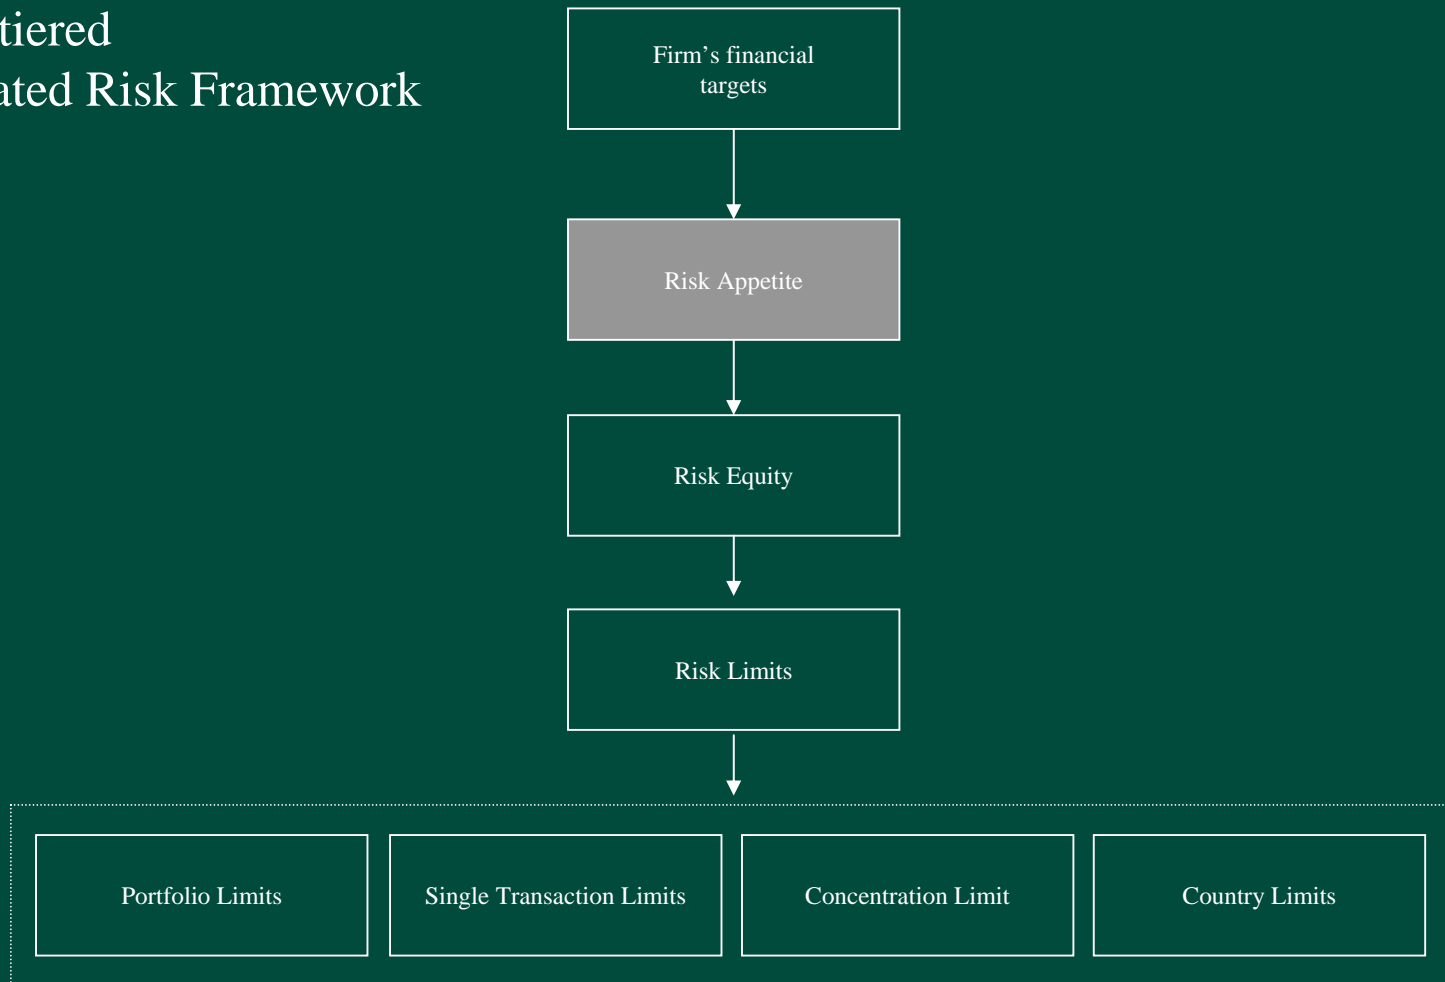 tiered
ated Risk Framework
Firm’s financial
targets
Risk Appetite
Risk Equity
Risk Limits
Portfolio Limits
Single Transaction Limits
Concentration Limit
Country Limits